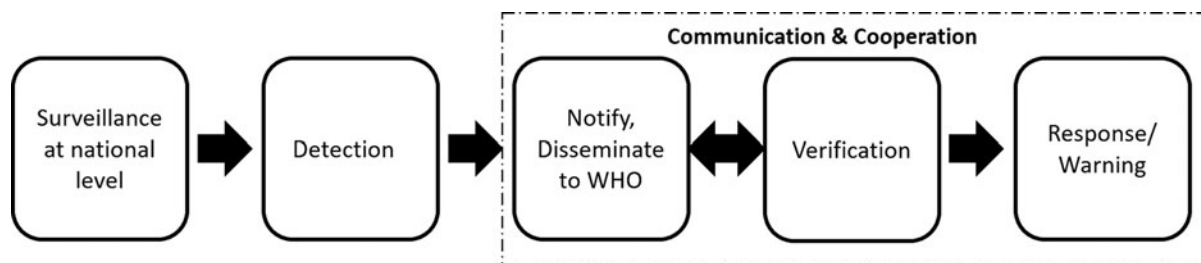 Communication & Cooperation
Surveillance
at national
level
Detection
Notify,
Disseminate
to WHO
Verification
Response/
Warning